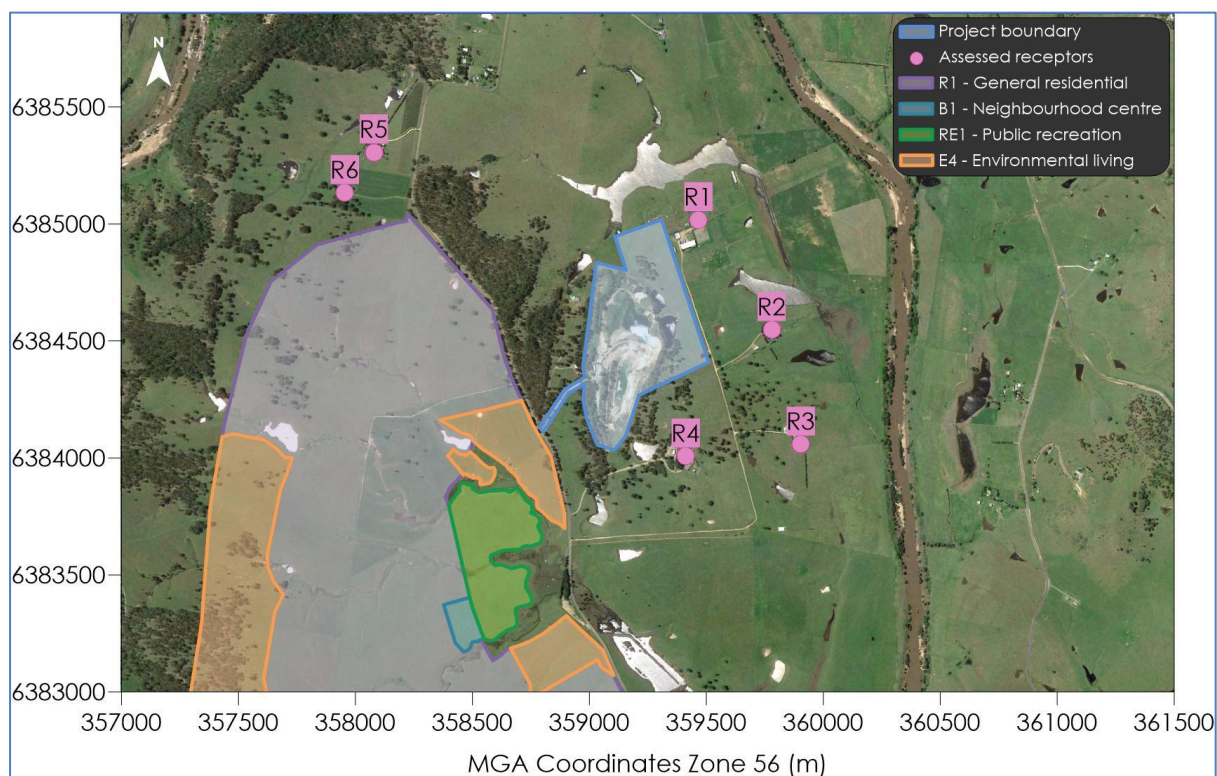 N
Project boundary
Assessed receptors
R1 - General residential
B1 - Neighbourhood centre
RE1 - Public recreation
E4 - Environmental living
6385500
R5
R6
6385000
R1
R2
6384500
R4
R3
6384000
6383500
6383000
357000 357500 358000 358500 359000 359500 360000 360500 361000 361500
MGA Coordinates Zone 56 (m)